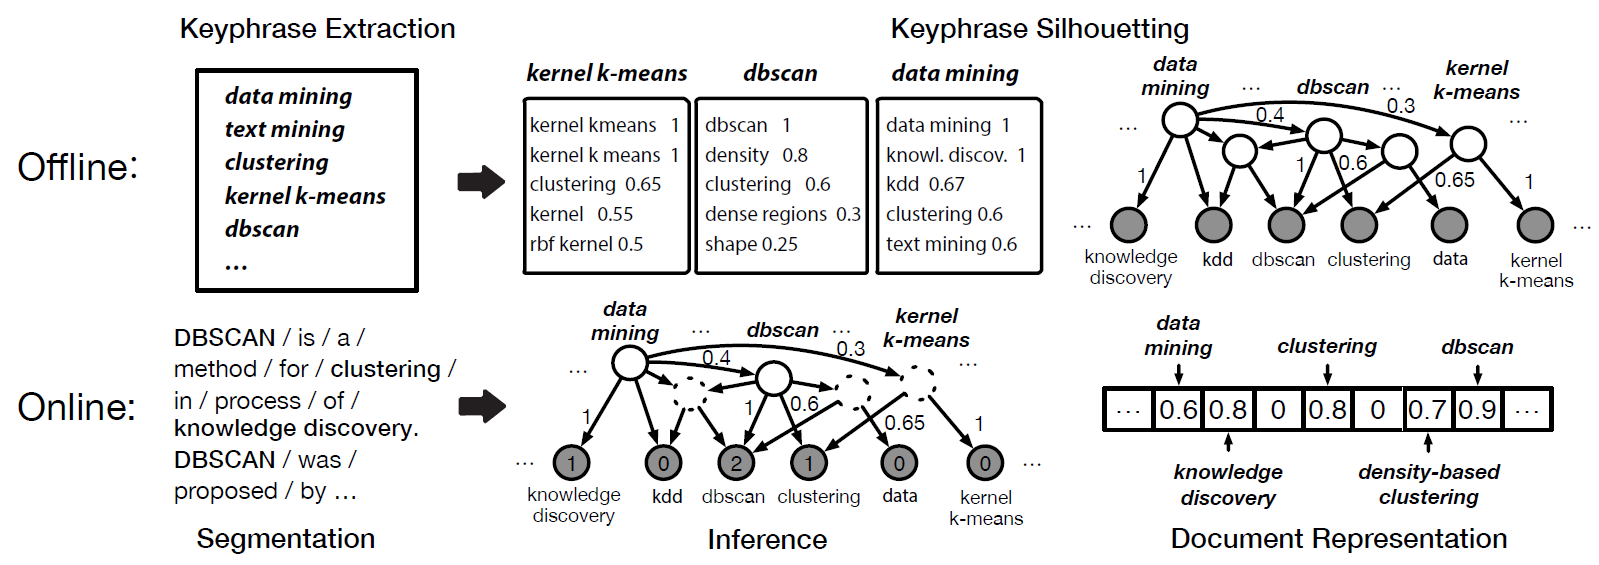 Keyphrase Extraction
Keyphrase Silhouetting
Offline:
data mining
text mining
clustering
kernel k-means
dbscan
...
kernel k-means
kernel kmeans 1
kernel k means 1
clustering 0.65
kernel 0.55
rbf kernel 0.5
dbscan
dbscan 1
density 0.8
clustering 0.6
dense regions 0.3
shape 0.25
data mining
data mining 1
knowl. discov. 1
kdd 0.67
clustering 0.6
text mining 0.6
data
mining
...
dbscan
...
kernel
k-means
...
...
0.4
0.3
1
1
0.6
0.65
1
...
...
knowledge
discovery
kdd
dbscan
clustering
data
kernel
k-means
Online:
DBSCAN / is / a /
method / for / clustering /
in / process / of /
knowledge discovery.
DBSCAN / was /
proposed / by ...
Segmentation
data
mining
...
dbscan
...
kernel
k-means
...
...
0.4
0.3
1
1
0.6
0.65
1
...
1
0
2
1
0
0
...
knowledge
discovery
kdd
dbscan
clustering
data
kernel
k-means
Inference
data
mining
clustering
dbscan
... 0.6 0.8 0 0.8 0 0.7 0.9 ...
knowledge
discovery
density-based
clustering
Document Representation